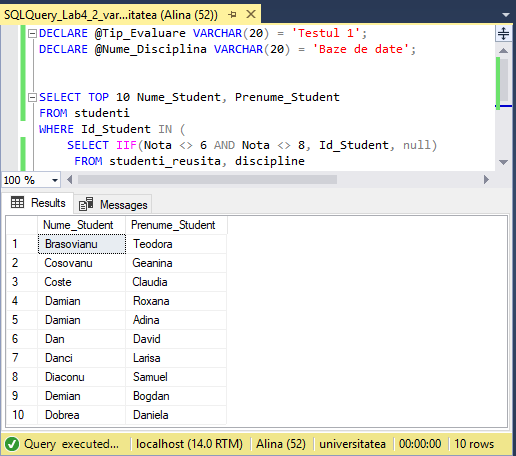 SQLQuery_Lab4_2_var...itatea (Alina (52))
DECLARE @Tip_Evaluare VARCHAR(20) = 'Testul 1';
DECLARE @Nume_Disciplina VARCHAR(20) = 'Baze de date';
SELECT TOP 10 Nume_Student, Prenume_Student
FROM studenti
WHERE Id_Student IN (
SELECT IIF(Nota <> 6 AND Nota <> 8, Id_Student, null)
FROM studenti_reusita, discipline
100 %
Results Messages
Nume_Student Prenume_Student
1 Brasovianu Teodora
2 Cosovanu Geanina
3 Coste Claudia
4 Damian Roxana
5 Damian Adina
6 Dan David
7 Danci Larisa
8 Diaconu Samuel
9 Demian Bogdan
10 Dobrea Daniela
Query executed... localhost (14.0 RTM) Alina (52) universitatea 00:00:00 10 rows